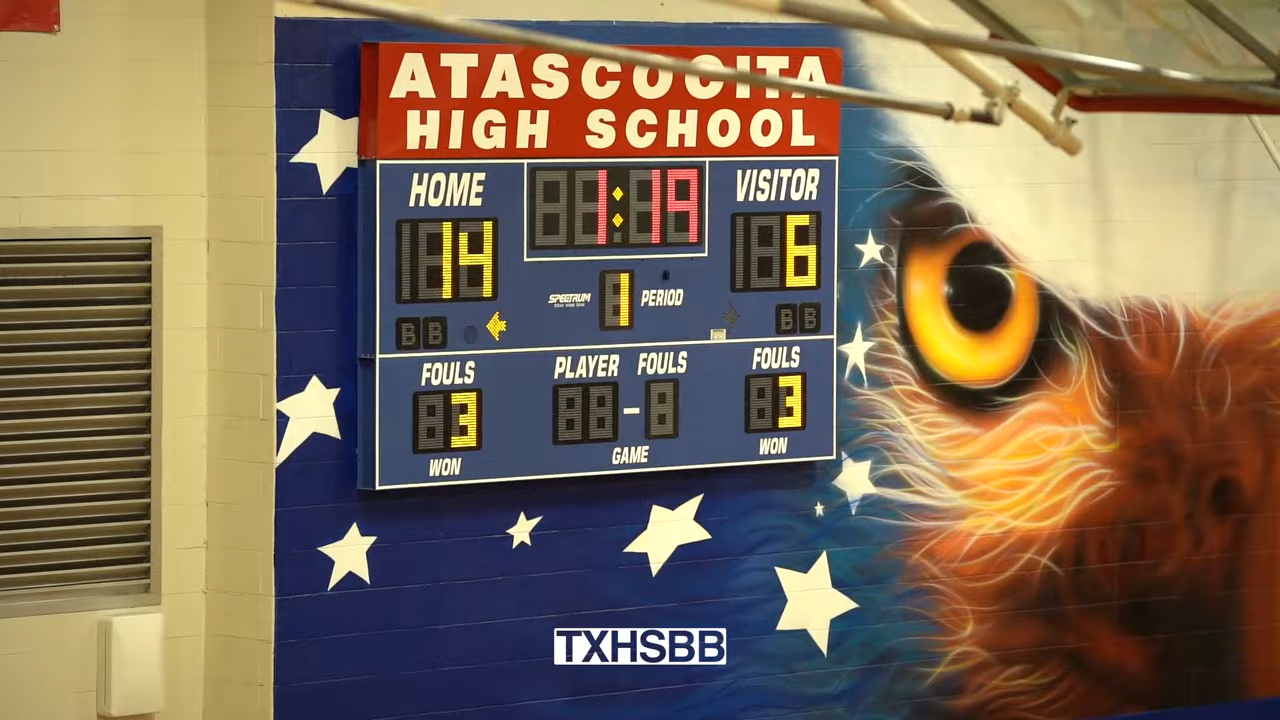 ATASCOCITA
HIGH SCHOOL
HOME
1:19
VISITOR
14
6
SPECTRUM
1
PERIOD
B B
B B
FOULS
PLAYER FOULS
FOULS
3
-
3
WON
GAME
WON
TXHSBB